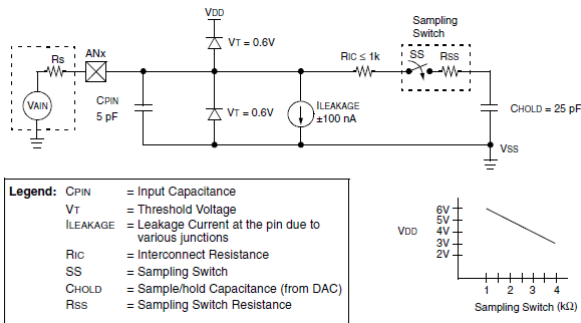 VDD
Sampling
Switch
Rs
ANx
VT = 0.6V
RIC ≤ 1k
SS
RSS
VAIN
CPIN
5 pF
VT = 0.6V
ILEAKAGE
±100 nA
CHOLD = 25 pF
VSS
Legend: CPIN = Input Capacitance
VT = Threshold Voltage
ILEAKAGE = Leakage Current at the pin due to
various junctions
RIC = Interconnect Resistance
SS = Sampling Switch
CHOLD = Sample/hold Capacitance (from DAC)
RSS = Sampling Switch Resistance
VDD
6V
5V
4V
3V
2V
1 2 3 4
Sampling Switch (kΩ)